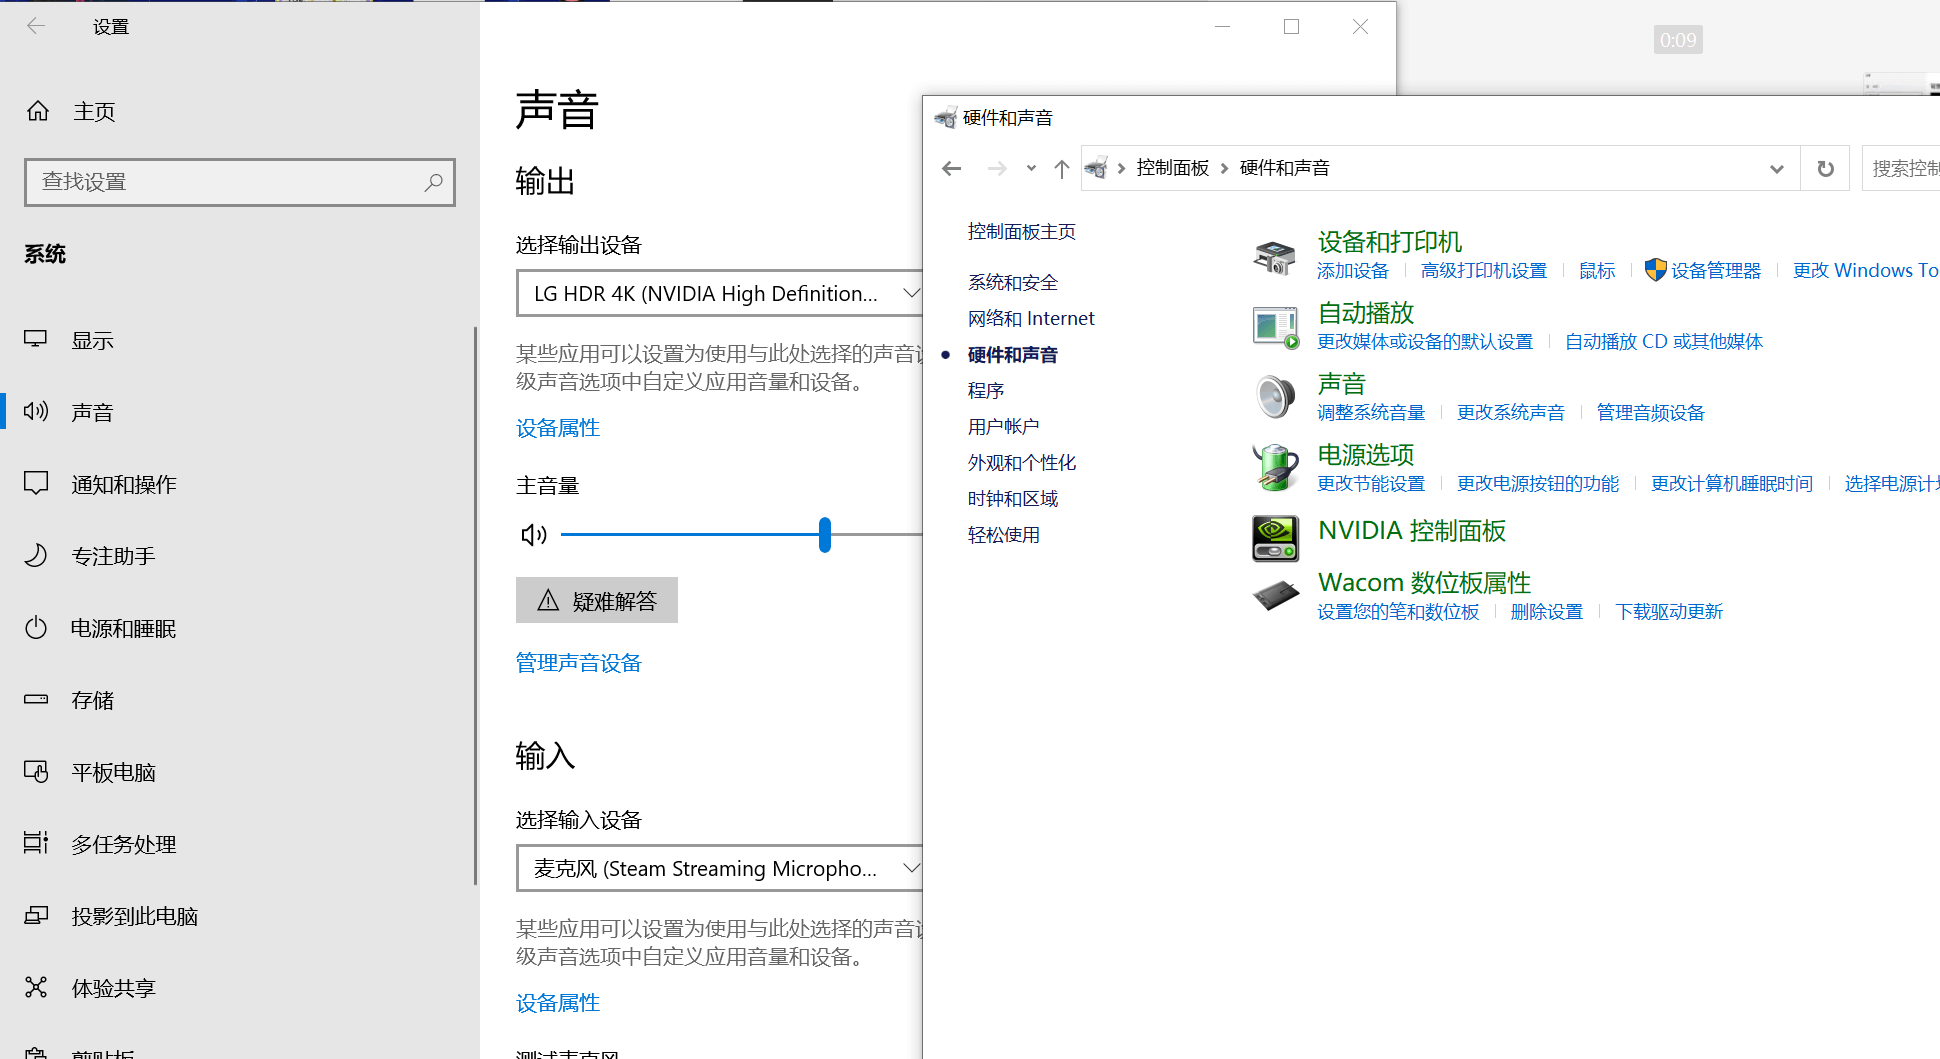 设置
主页
查找设置
系统
显示
声音
通知和操作
专注助手
电源和睡眠
存储
平板电脑
多任务处理
投影到此电脑
体验共享
剪贴板
声音
输出
选择输出设备
LG HDR 4K (NVIDIA High Definition...
某些应用可以设置为使用与此处选择的声音
级声音选项中自定义应用音量和设备。
设备属性
主音量
疑难解答
管理声音设备
输入
选择输入设备
麦克风 (Steam Streaming Micropho...
某些应用可以设置为使用与此处选择的声音
级声音选项中自定义应用音量和设备。
设备属性
测试麦克风
0:09
硬件和声音
控制面板 硬件和声音
搜索控制
控制面板主页
系统和安全
网络和 Internet
硬件和声音
程序
用户帐户
外观和个性化
时钟和区域
轻松使用
设备和打印机
添加设备 高级打印机设置 鼠标 设备管理器 更改 Windows To
自动播放
更改媒体或设备的默认设置 自动播放 CD 或其他媒体
声音
调整系统音量 更改系统声音 管理音频设备
电源选项
更改节能设置 更改电源按钮的功能 更改计算机睡眠时间 选择电源计划
NVIDIA 控制面板
Wacom 数位板属性
设置您的笔和数位板 删除设置 下载驱动更新